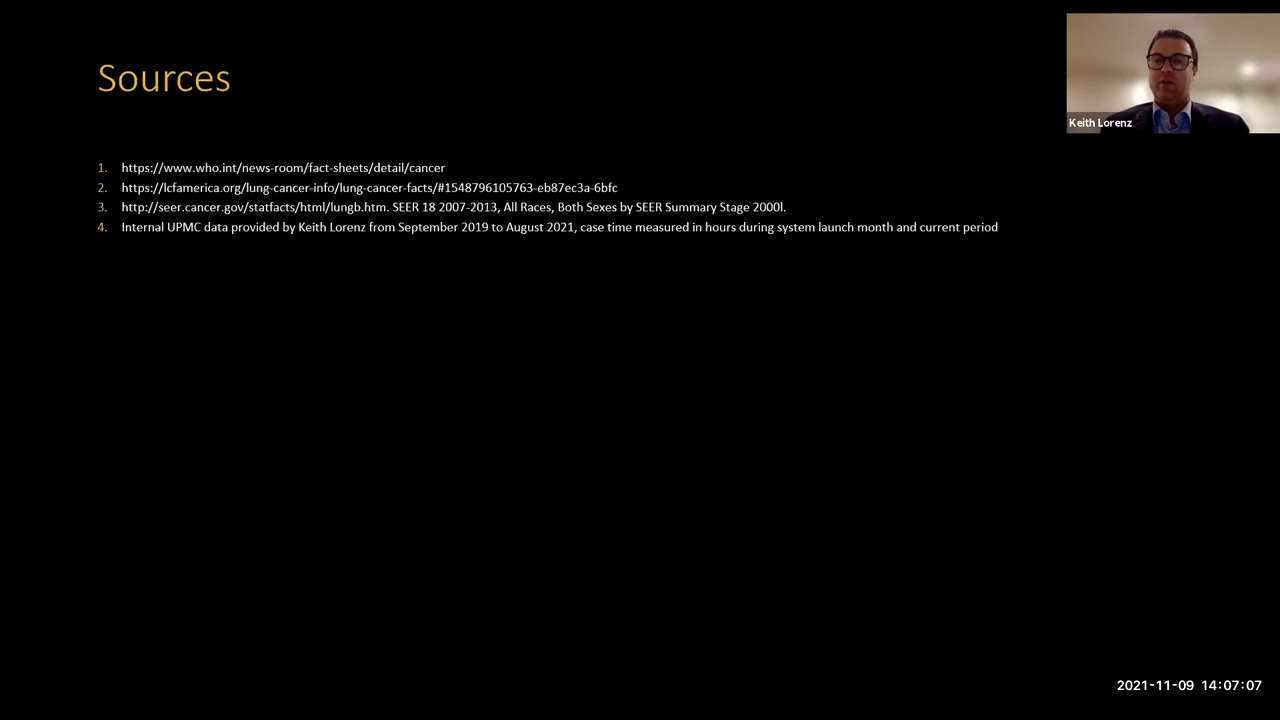 Sources
Keith Lorenz
1. https://www.who.int/news-room/fact-sheets/detail/cancer
2. https://lcfamerica.org/lung-cancer-info/lung-cancer-facts/#1548796105763-eb87ec3a-6bfc
3. http://seer.cancer.gov/statfacts/html/lungb.htm. SEER 18 2007-2013, All Races, Both Sexes by SEER Summary Stage 2000l.
4. Internal UPMC data provided by Keith Lorenz from September 2019 to August 2021, case time measured in hours during system launch month and current period
2021-11-09 14:07:07